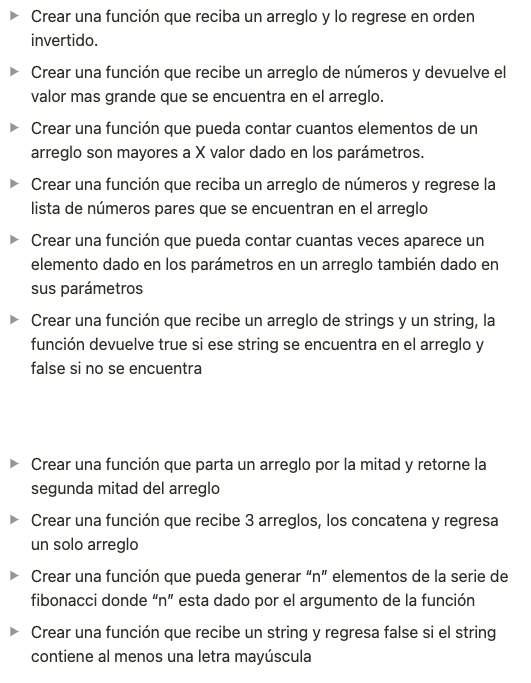 Crear una función que reciba un arreglo y lo regrese en orden
invertido.
Crear una función que recibe un arreglo de números y devuelve el
valor mas grande que se encuentra en el arreglo.
Crear una función que pueda contar cuantos elementos de un
arreglo son mayores a X valor dado en los parámetros.
Crear una función que reciba un arreglo de números y regrese la
lista de números pares que se encuentran en el arreglo
Crear una función que pueda contar cuantas veces aparece un
elemento dado en los parámetros en un arreglo también dado en
sus parámetros
Crear una función que recibe un arreglo de strings y un string, la
función devuelve true si ese string se encuentra en el arreglo y
false si no se encuentra
Crear una función que parta un arreglo por la mitad y retorne la
segunda mitad del arreglo
Crear una función que recibe 3 arreglos, los concatena y regresa
un solo arreglo
Crear una función que pueda generar “n” elementos de la serie de
fibonacci donde “n” esta dado por el argumento de la función
Crear una función que recibe un string y regresa false si el string
contiene al menos una letra mayúscula